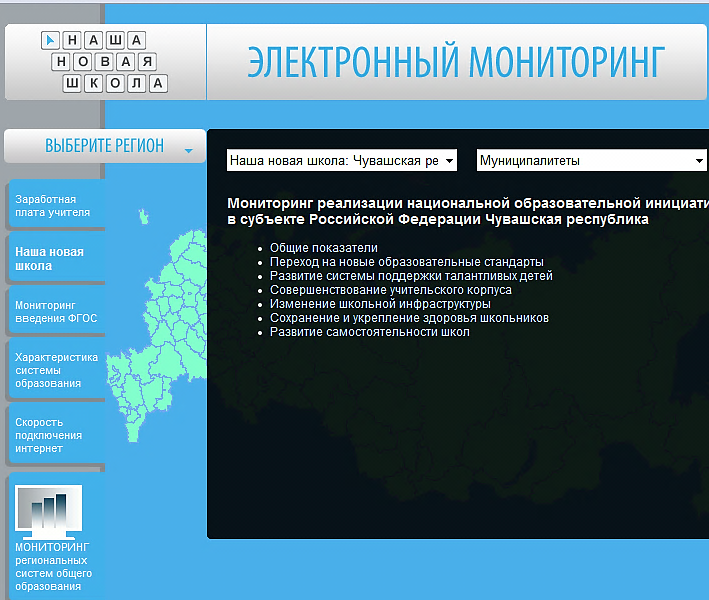 НАША
НОВАЯ
ШКОЛА
ЭЛЕКТРОННЫЙ МОНИТОРИНГ
ВЫБЕРИТЕ РЕГИОН
Заработная
плата учителя
Наша новая
школа
Мониторинг
введения ФГОС
Характеристика
системы
образования
Скорость
подключения
интернет
МОНИТОРИНГ
региональных
систем общего
образования
Наша новая школа: Чувашская ре
Муниципалитеты
Мониторинг реализации национальной образовательной инициати
в субъекте Российской Федерации Чувашская республика
Общие показатели
Переход на новые образовательные стандарты
Развитие системы поддержки талантливых детей
Совершенствование учительского корпуса
Изменение школьной инфраструктуры
Сохранение и укрепление здоровья школьников
Развитие самостоятельности школ